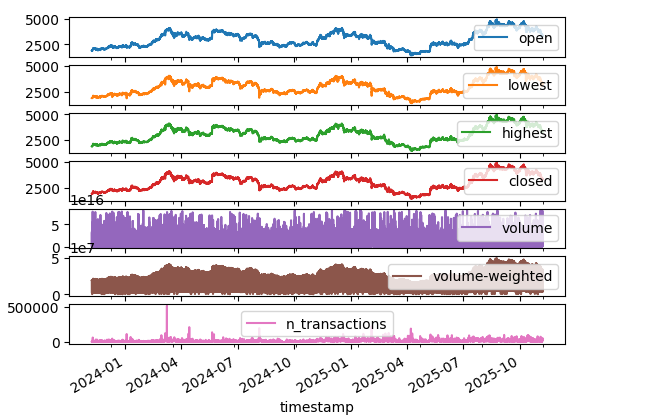 5000
2500
open
5000
2500
lowest
5000
2500
highest
5000
2500
closed
1e16
5
0
volume
1e7
5
0
volume-weighted
500000
0
n_transactions
2024-01
2024-04
2024-07
2024-10
2025-01
2025-04
2025-07
2025-10
timestamp